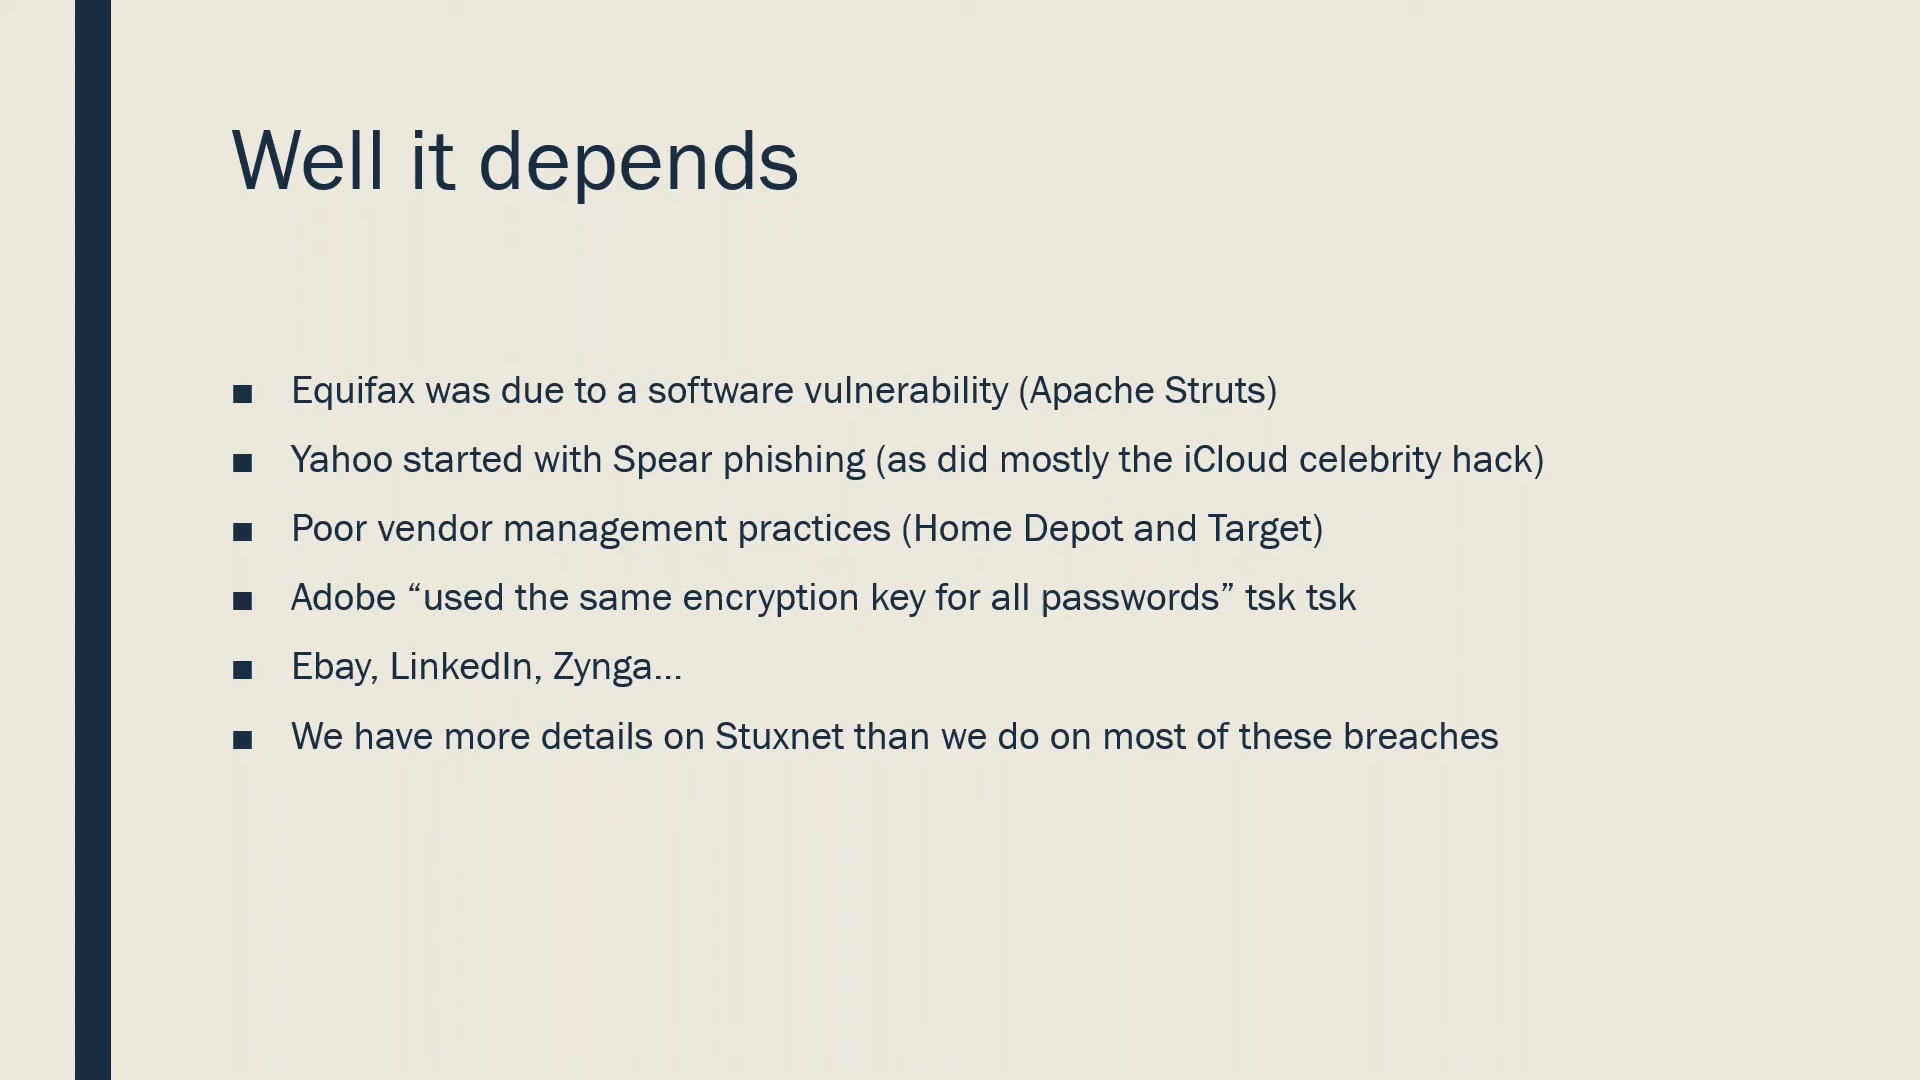 Well it depends
■ Equifax was due to a software vulnerability (Apache Struts)
■ Yahoo started with Spear phishing (as did mostly the iCloud celebrity hack)
■ Poor vendor management practices (Home Depot and Target)
■ Adobe “used the same encryption key for all passwords” tsk tsk
■ Ebay, LinkedIn, Zynga...
■ We have more details on Stuxnet than we do on most of these breaches